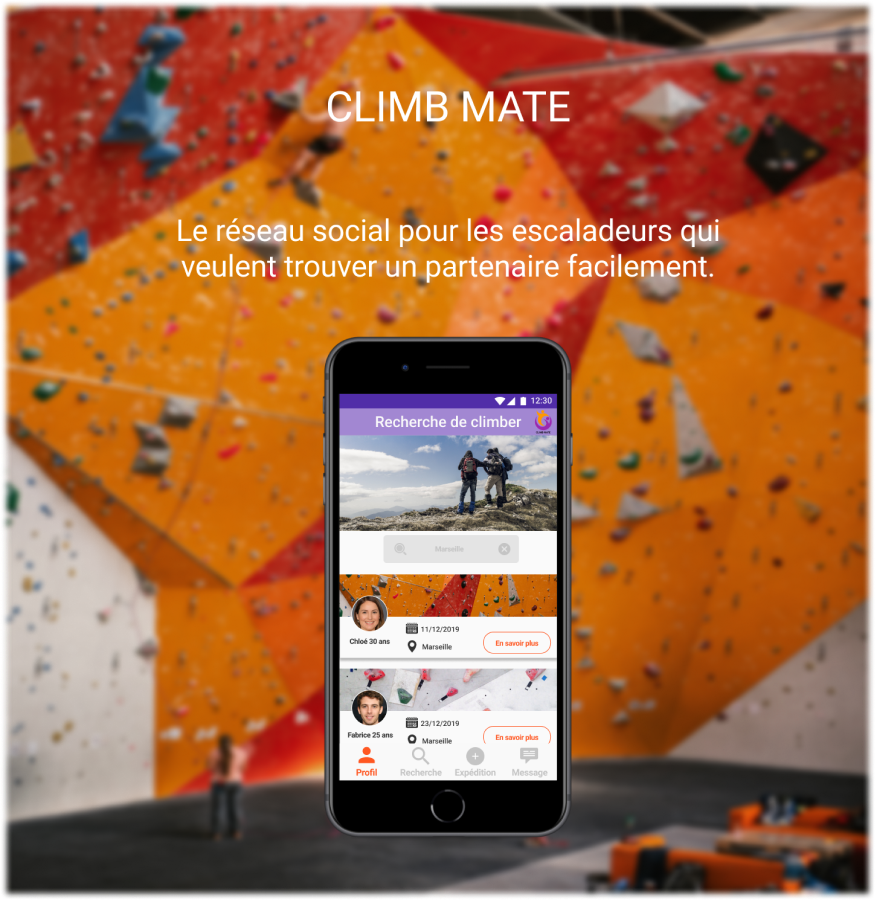 CLIMB MATE
Le réseau social pour les escaladeurs qui
veulent trouver un partenaire facilement.
12:30
Recherche de climber
Marseille
Chloé 30 ans
11/12/2019
Marseille
En savoir plus
Fabrice 25 ans
23/12/2019
Marseille
En savoir plus
Profil
Recherche
Expédition
Message